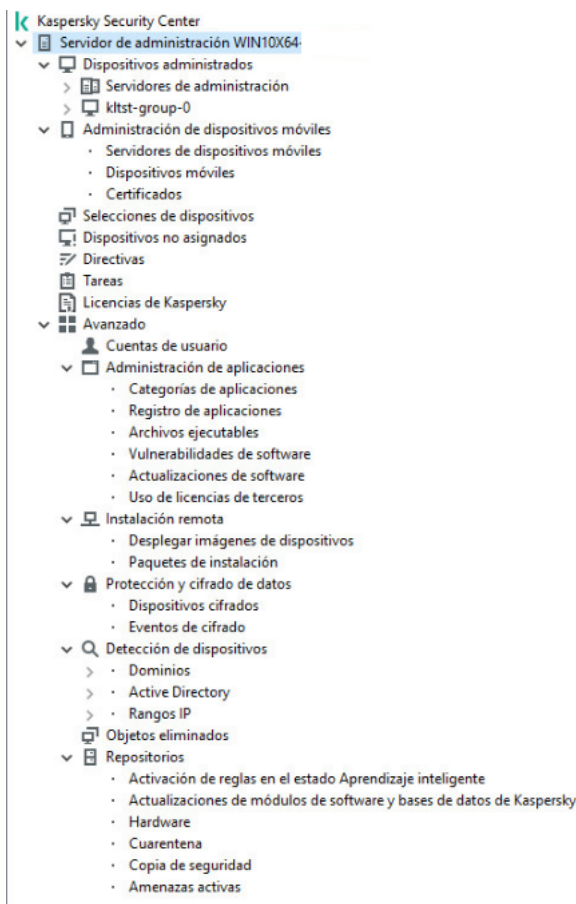 Kaspersky Security Center
Servidor de administración WIN10X64-
Dispositivos administrados
Servidores de administración
kltst-group-0
Administración de dispositivos móviles
Servidores de dispositivos móviles
Dispositivos móviles
Certificados
Selecciones de dispositivos
Dispositivos no asignados
Directivas
Tareas
Licencias de Kaspersky
Avanzado
Cuentas de usuario
Administración de aplicaciones
Categorías de aplicaciones
Registro de aplicaciones
Archivos ejecutables
Vulnerabilidades de software
Actualizaciones de software
Uso de licencias de terceros
Instalación remota
Desplegar imágenes de dispositivos
Paquetes de instalación
Protección y cifrado de datos
Dispositivos cifrados
Eventos de cifrado
Detección de dispositivos
Dominios
Active Directory
Rangos IP
Objetos eliminados
Repositorios
Activación de reglas en el estado Aprendizaje inteligente
Actualizaciones de módulos de software y bases de datos de Kaspersky
Hardware
Cuarentena
Copia de seguridad
Amenazas activas